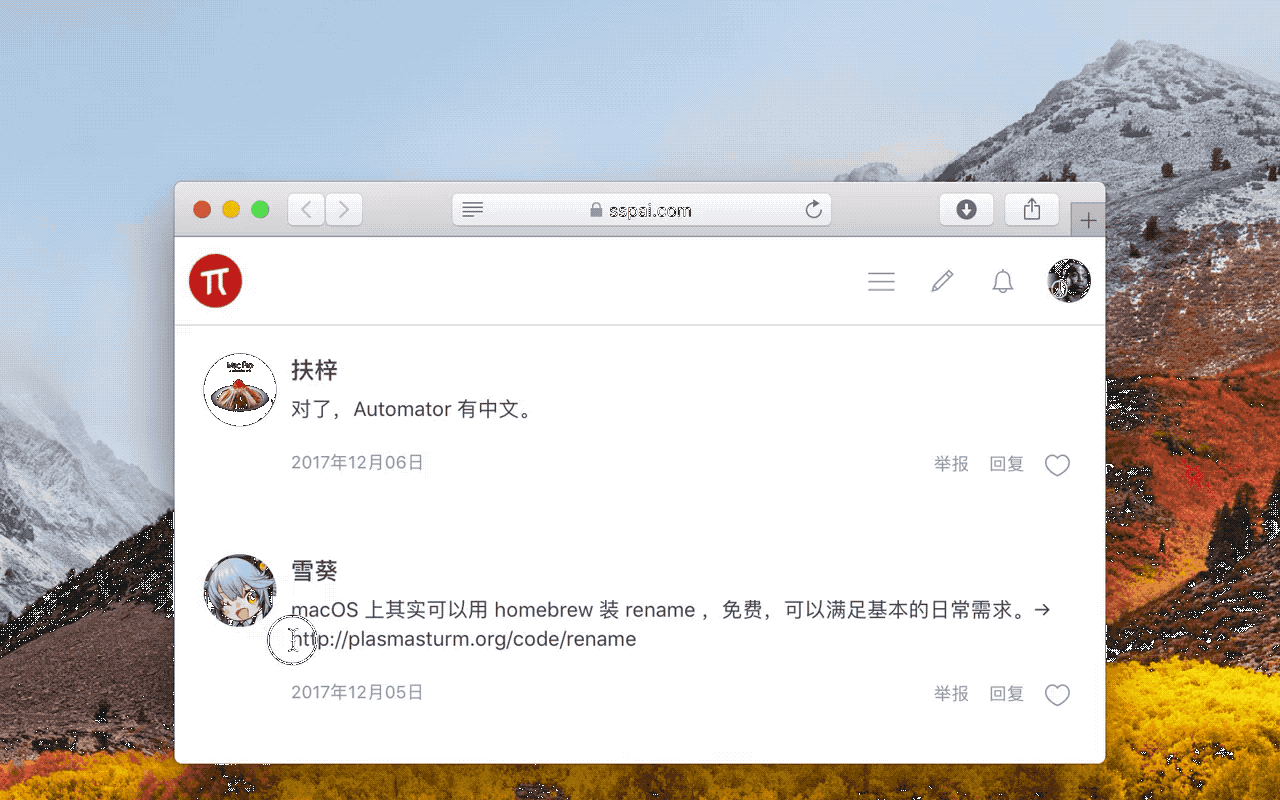 sspai.com
π
Mac Pro
扶梓
对了，Automator 有中文。
2017年12月06日
举报 回复
雪葵
macOS 上其实可以用 homebrew 装 rename ，免费，可以满足基本的日常需求。→
http://plasmasturm.org/code/rename
2017年12月05日
举报 回复